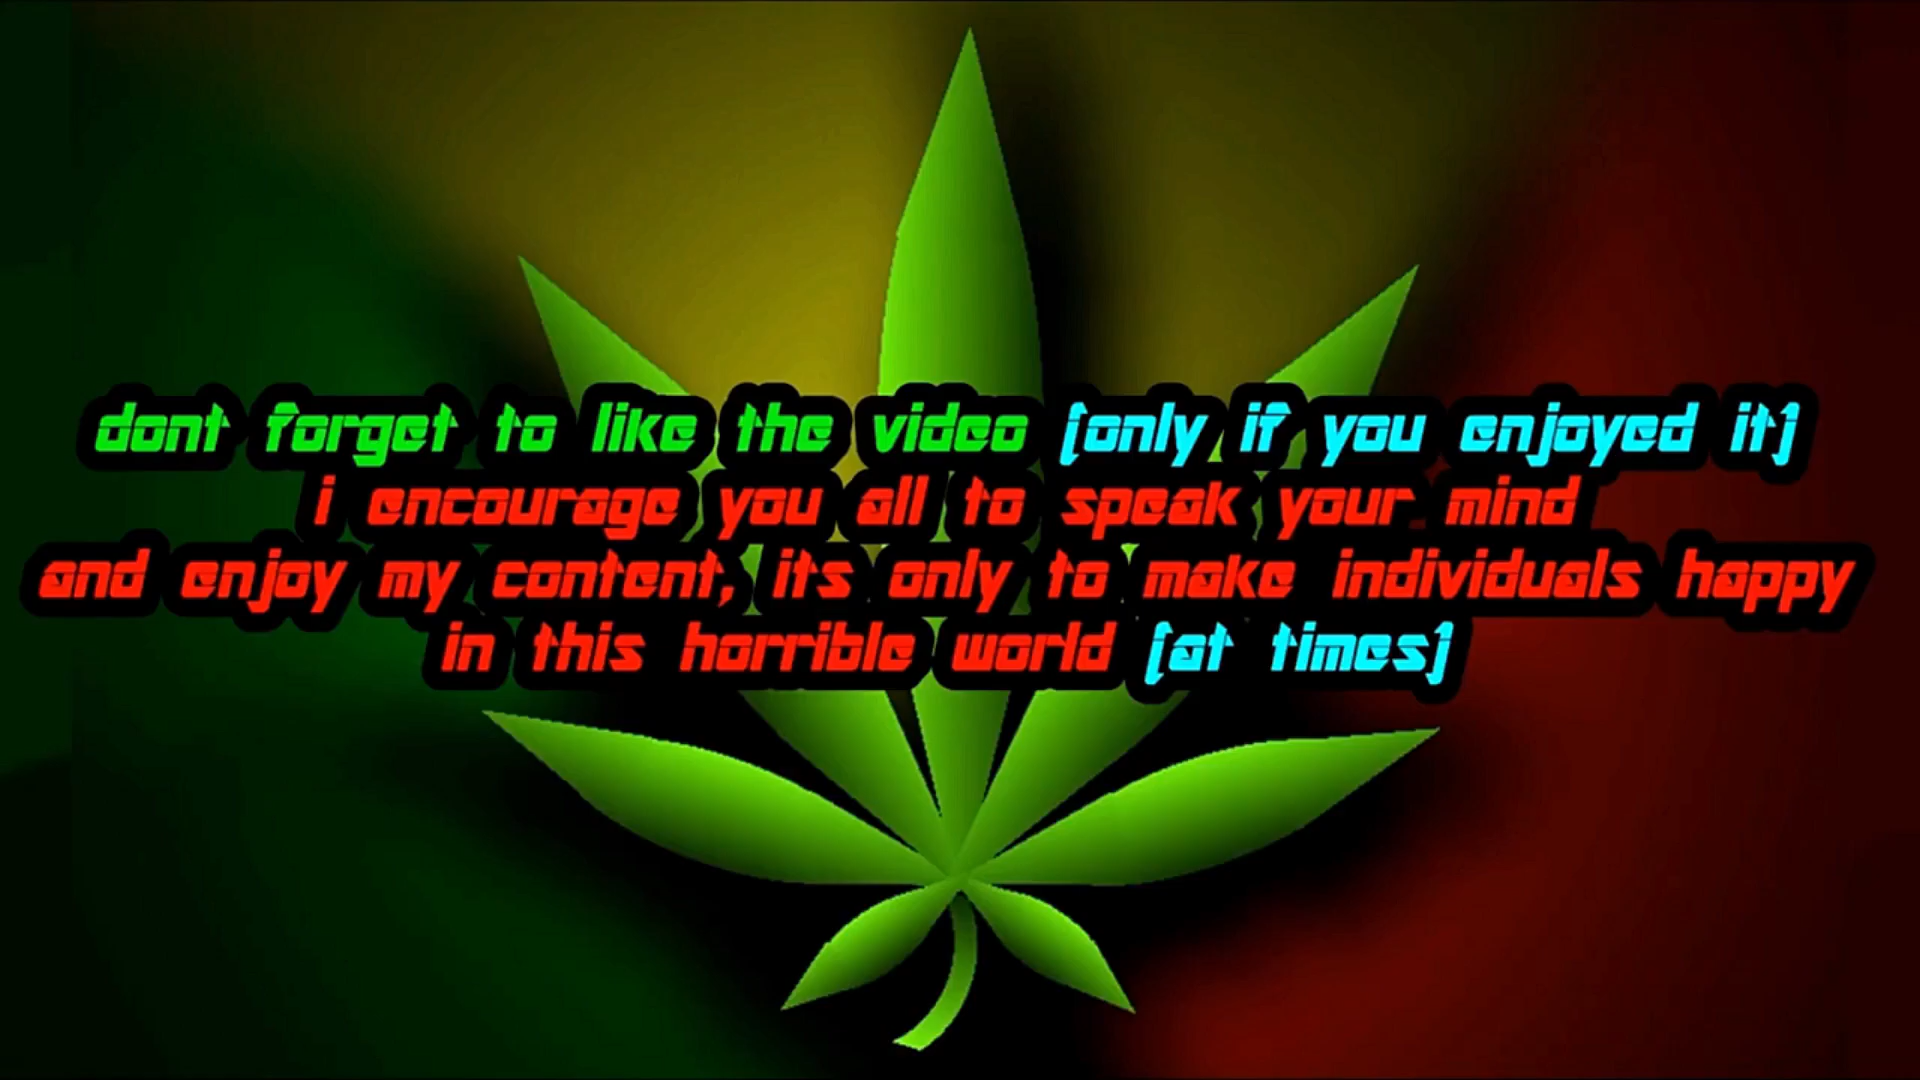 dont forget to like the video (only if you enjoyed it)
i encourage you all to speak your mind
and enjoy my content, its only to make individuals happy
in this horrible world (at times)